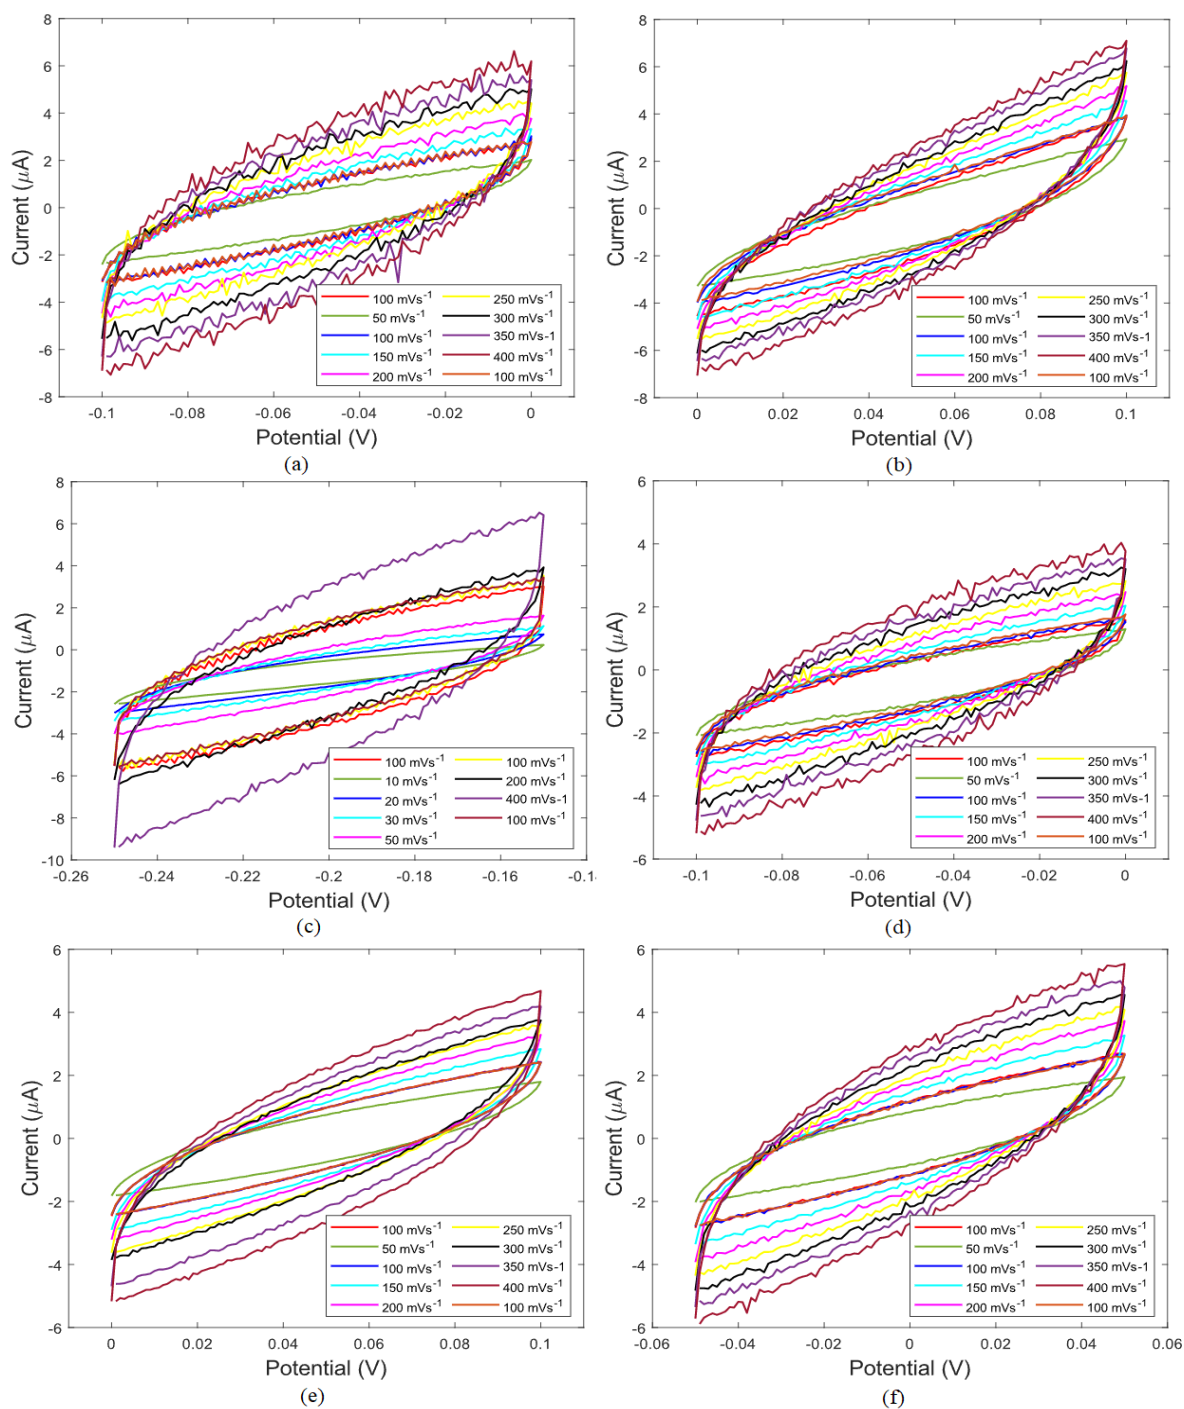 8
6
4
2
0
-2
-4
-6
-8
Current (μA)
-0.1
-0.08
-0.06
-0.04
-0.02
0
Potential (V)
100 mVs-1
50 mVs-1
100 mVs-1
150 mVs-1
200 mVs-1
250 mVs-1
300 mVs-1
350 mVs-1
400 mVs-1
100 mVs-1
(a)
8
6
4
2
0
-2
-4
-6
-8
Current (μA)
0
0.02
0.04
0.06
0.08
0.1
Potential (V)
100 mVs-1
50 mVs-1
100 mVs-1
150 mVs-1
200 mVs-1
250 mVs-1
300 mVs-1
350 mVs-1
400 mVs-1
100 mVs-1
(b)
8
6
4
2
0
-2
-4
-6
-8
-10
Current (μA)
-0.26
-0.24
-0.22
-0.2
-0.18
-0.16
-0.1
Potential (V)
100 mVs-1
10 mVs-1
20 mVs-1
30 mVs-1
50 mVs-1
100 mVs-1
200 mVs-1
400 mVs-1
100 mVs-1
(c)
6
4
2
0
-2
-4
-6
Current (μA)
-0.1
-0.08
-0.06
-0.04
-0.02
0
Potential (V)
100 mVs-1
50 mVs-1
100 mVs-1
150 mVs-1
200 mVs-1
250 mVs-1
300 mVs-1
350 mVs-1
400 mVs-1
100 mVs-1
(d)
6
4
2
0
-2
-4
-6
Current (μA)
0
0.02
0.04
0.06
0.08
0.1
Potential (V)
100 mVs-1
50 mVs-1
100 mVs-1
150 mVs-1
200 mVs-1
250 mVs-1
300 mVs-1
350 mVs-1
400 mVs-1
100 mVs-1
(e)
6
4
2
0
-2
-4
-6
Current (μA)
-0.06
-0.04
-0.02
0
0.02
0.04
0.06
Potential (V)
100 mVs-1
50 mVs-1
100 mVs-1
150 mVs-1
200 mVs-1
250 mVs-1
300 mVs-1
350 mVs-1
400 mVs-1
100 mVs-1
(f)